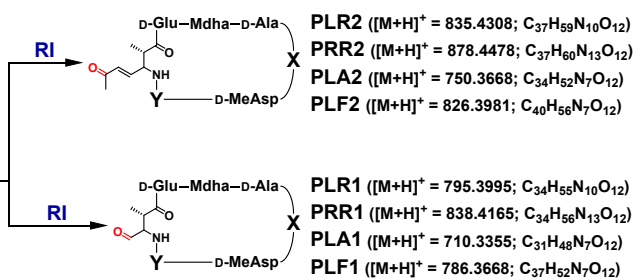 D-Glu–Mdha–D-Ala
PLR2 ([M+H]⁺ = 835.4308; C₃₇H₅₉N₁₀O₁₂)
PRR2 ([M+H]⁺ = 878.4478; C₃₇H₆₀N₁₃O₁₂)
PLA2 ([M+H]⁺ = 750.3668; C₃₄H₅₂N₇O₁₂)
PLF2 ([M+H]⁺ = 826.3981; C₄₀H₅₆N₇O₁₂)
RI
O
O
NH
X
Y
D-MeAsp
D-Glu–Mdha–D-Ala
PLR1 ([M+H]⁺ = 795.3995; C₃₄H₅₅N₁₀O₁₂)
PRR1 ([M+H]⁺ = 838.4165; C₃₄H₅₆N₁₃O₁₂)
PLA1 ([M+H]⁺ = 710.3355; C₃₁H₄₈N₇O₁₂)
PLF1 ([M+H]⁺ = 786.3668; C₃₇H₅₂N₇O₁₂)
RI
O
O
NH
X
Y
D-MeAsp